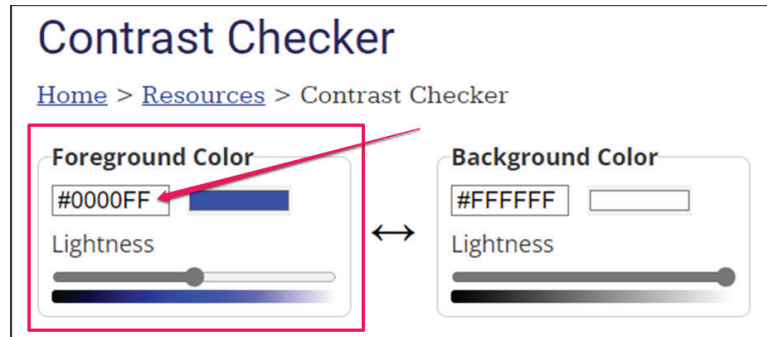 Contrast Checker
Home > Resources > Contrast Checker
Foreground Color
#0000FF
Lightness
Background Color
#FFFFFF
Lightness